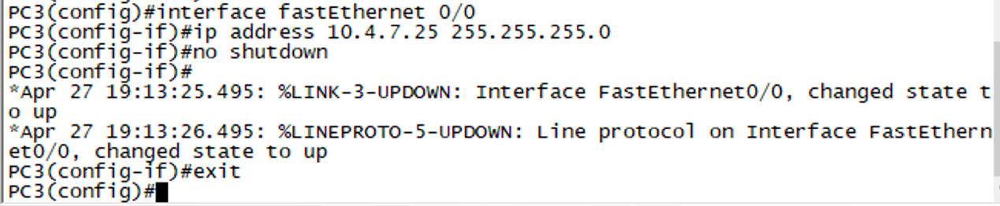 PC3(config)#interface fastEthernet 0/0
PC3(config-if)#ip address 10.4.7.25 255.255.255.0
PC3(config-if)#no shutdown
PC3(config-if)#
*Apr 27 19:13:25.495: %LINK-3-UPDOWN: Interface FastEthernet0/0, changed state t
o up
*Apr 27 19:13:26.495: %LINEPROTO-5-UPDOWN: Line protocol on Interface FastEthern
et0/0, changed state to up
PC3(config-if)#exit
PC3(config)#